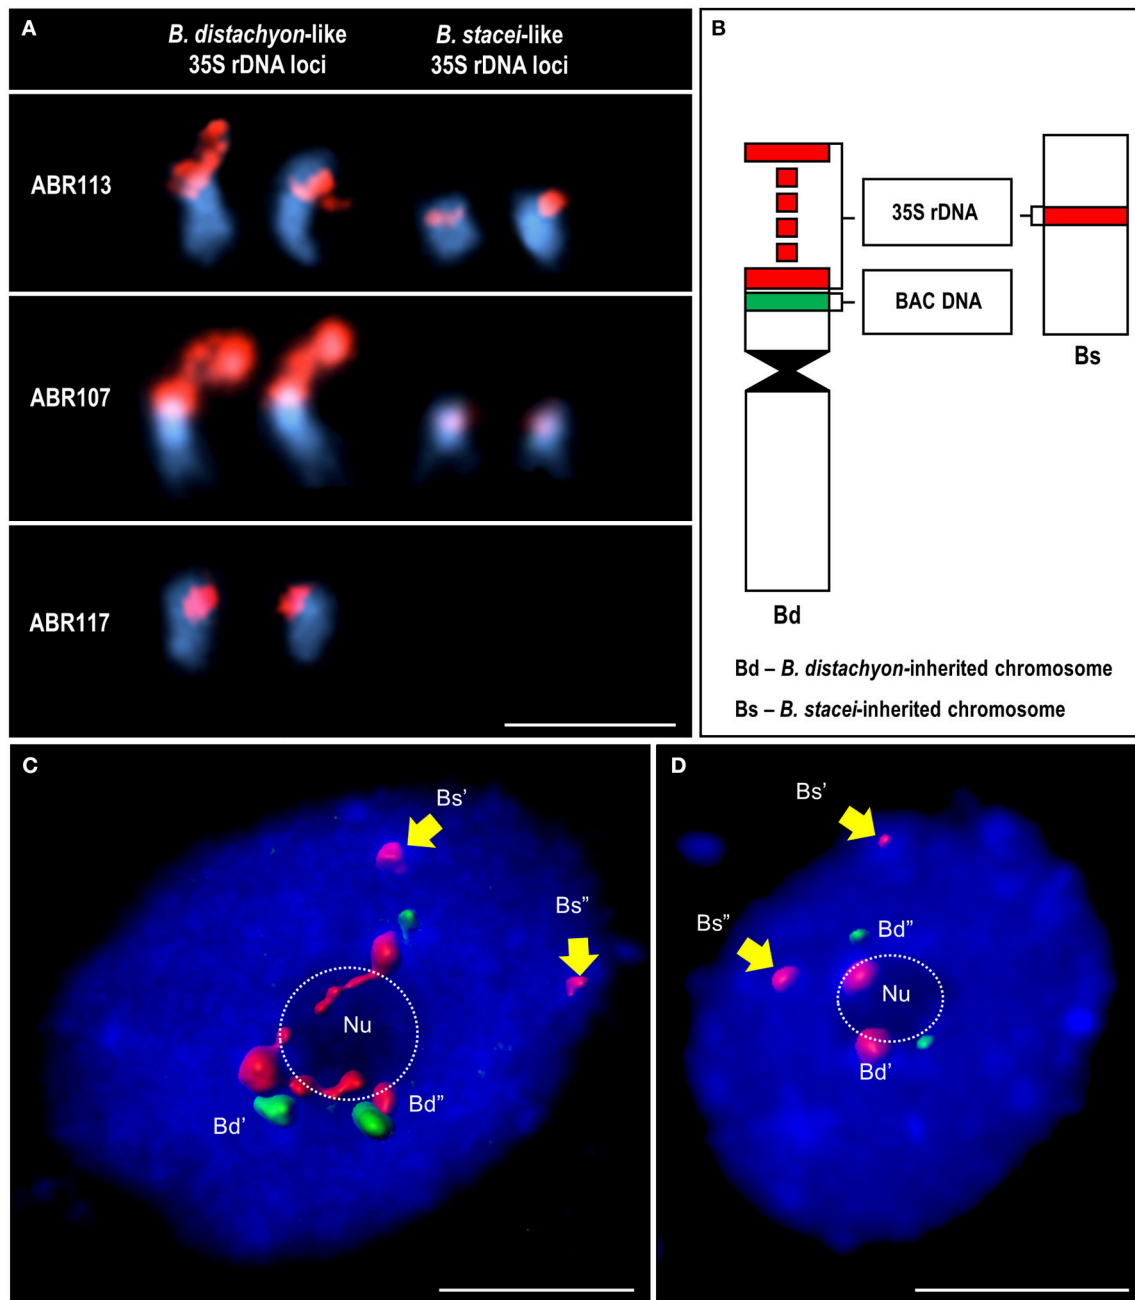 A
B. distachyon-like
35S rDNA loci
B. stacei-like
35S rDNA loci
ABR113
ABR107
ABR117
B
35S rDNA
BAC DNA
Bs
Bd
Bd – B. distachyon-inherited chromosome
Bs – B. stacei-inherited chromosome
C
Bs’
Bs”
Nu
Bd’
Bd”
D
Bs’
Bs”
Bd”
Nu
Bd’